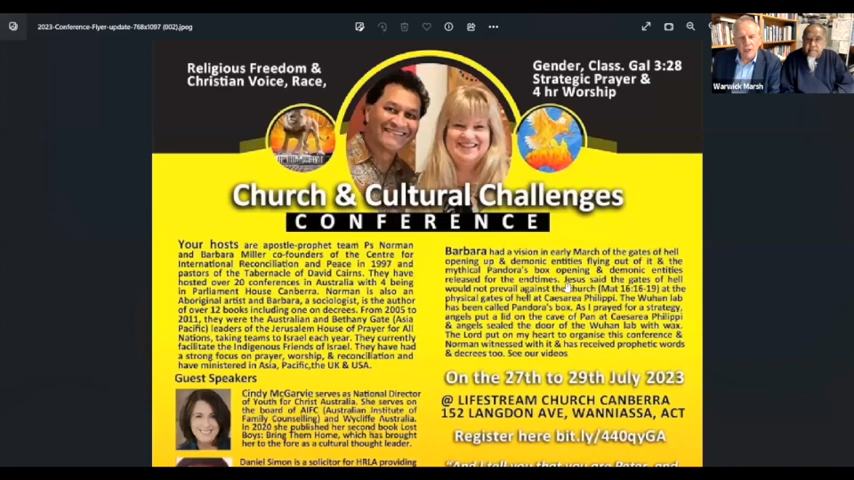 2023-Conference-Flyer-update-768x1097 (002).jpeg
Warwick Marsh
Religious Freedom &
Christian Voice, Race,
Gender, Class. Gal 3:28
Strategic Prayer &
4 hr Worship
Church & Cultural Challenges
CONFERENCE
Your hosts are apostle-prophet team Ps Norman
and Barbara Miller co-founders of the Centre for
International Reconciliation and Peace in 1997 and
pastors of the Tabernacle of David Cairns. They have
hosted over 20 conferences in Australia with 4 being
in Parliament House Canberra. Norman is also an
Aboriginal artist and Barbara, a sociologist, is the author
of over 12 books including one on decrees. From 2005 to
2011, they were the Australian and Bethany Gate (Asia
Pacific) leaders of the Jerusalem House of Prayer for All
Nations, taking teams to Israel each year. They currently
facilitate the Indigenous Friends of Israel. They have had
a strong focus on prayer, worship, & reconciliation and
have ministered in Asia, Pacific,the UK & USA.
Guest Speakers
Cindy McGarvie serves as National Director
of Youth for Christ Australia. She serves on
the board of AIFC (Australian Institute of
Family Counselling) and Wycliffe Australia.
In 2020 she published her second book Lost
Boys: Bring Them Home, which has brought
her to the fore as a cultural thought leader.
Daniel Simon is a solicitor for HRLA providing
Barbara had a vision in early March of the gates of hell
opening up & demonic entities flying out of it & the
mythical Pandora's box opening & demonic entities
released for the endtimes. Jesus said the gates of hell
would not prevail against the church (Mat 16:16-19) at the
physical gates of hell at Caesarea Philippi. The Wuhan lab
has been called Pandora's box. As I prayed for a strategy,
angels put a lid on the cave of Pan at Caesarea Philippi
& angels sealed the door of the Wuhan lab with wax.
The Lord put on my heart to organise this conference &
Norman witnessed with it & has received prophetic words
& decrees too. See our videos
On the 27th to 29th July 2023
@ LIFESTREAM CHURCH CANBERRA
152 LANGDON AVE, WANNIASSA, ACT
Register here bit.ly/440qyGA
"And I tell you that you are Peter, and